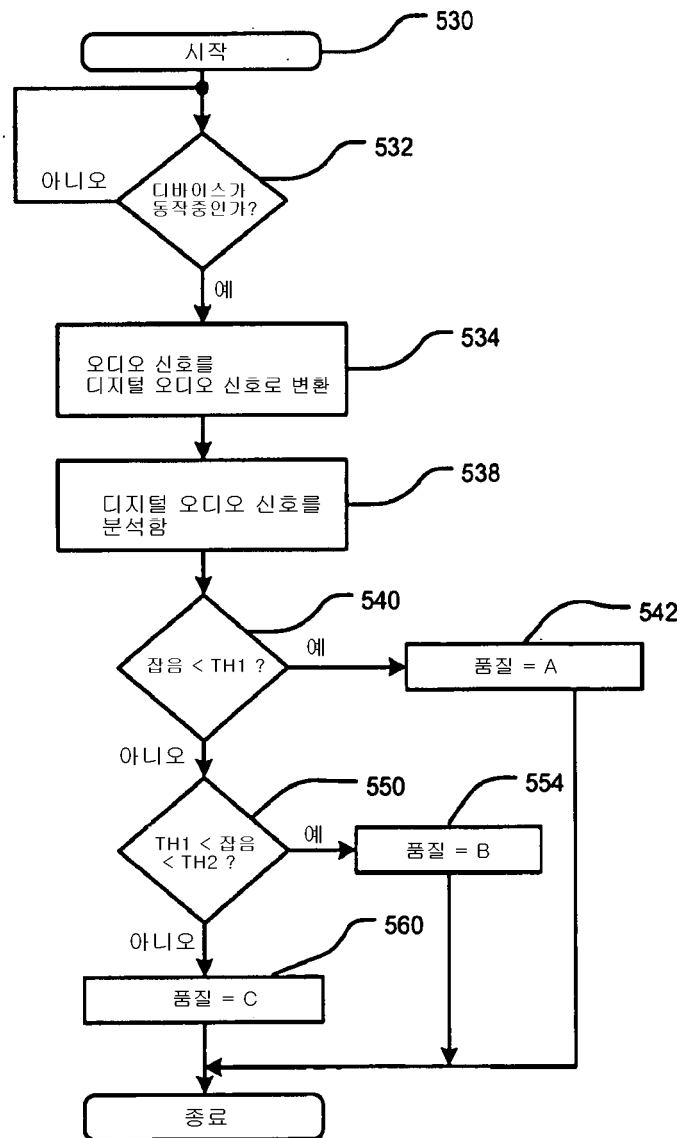 530
시작
532
아니오
디바이스가
동작중인가?
예
534
오디오 신호를
디지털 오디오 신호로 변환
538
디지털 오디오 신호를
분석함
540
542
잡음 < TH1 ?
예
품질 = A
아니오
550
554
TH1 < 잡음
< TH2 ?
예
품질 = B
아니오
560
품질 = C
종료